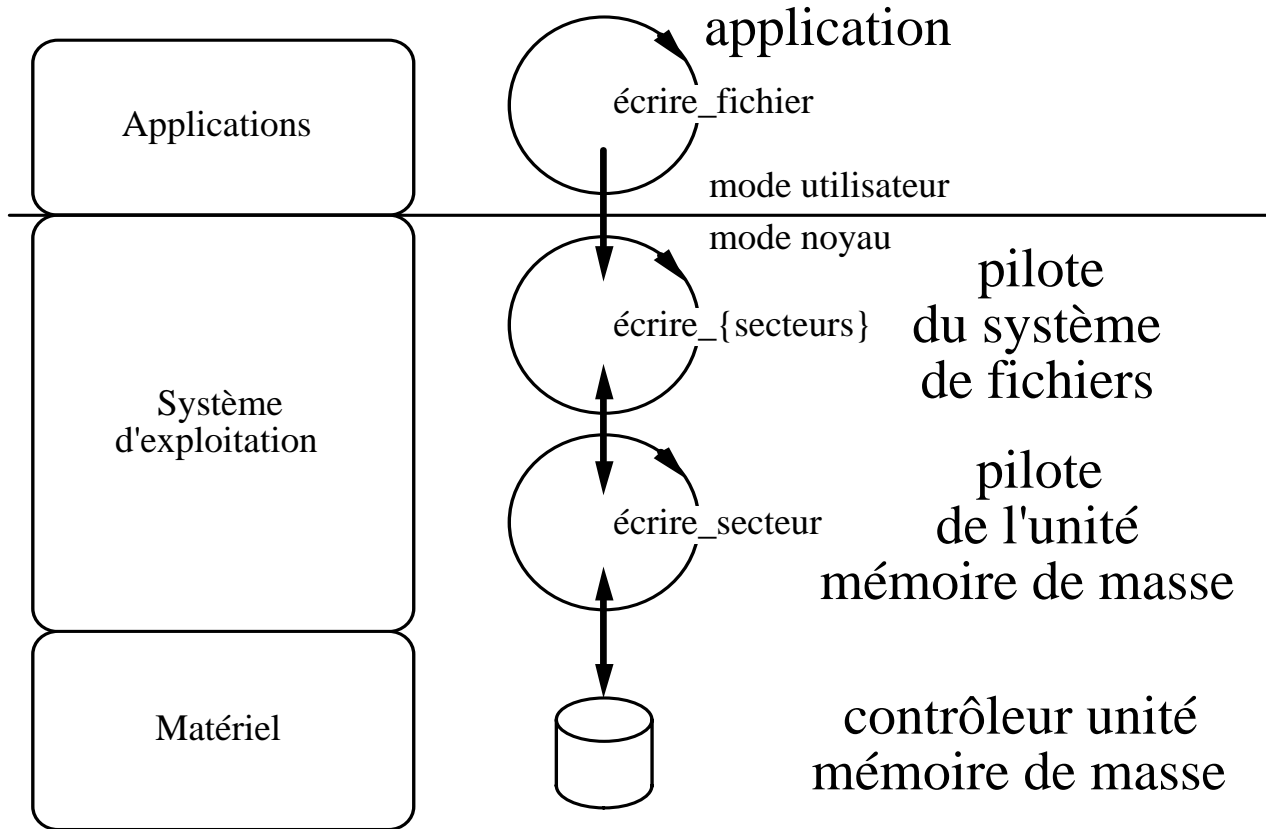 application
écrire_fichier
Applications
mode utilisateur
mode noyau
pilote
du système
de fichiers
écrire_{secteurs}
Système
d'exploitation
pilote
de l'unité
mémoire de masse
écrire_secteur
Matériel
contrôleur unité
mémoire de masse